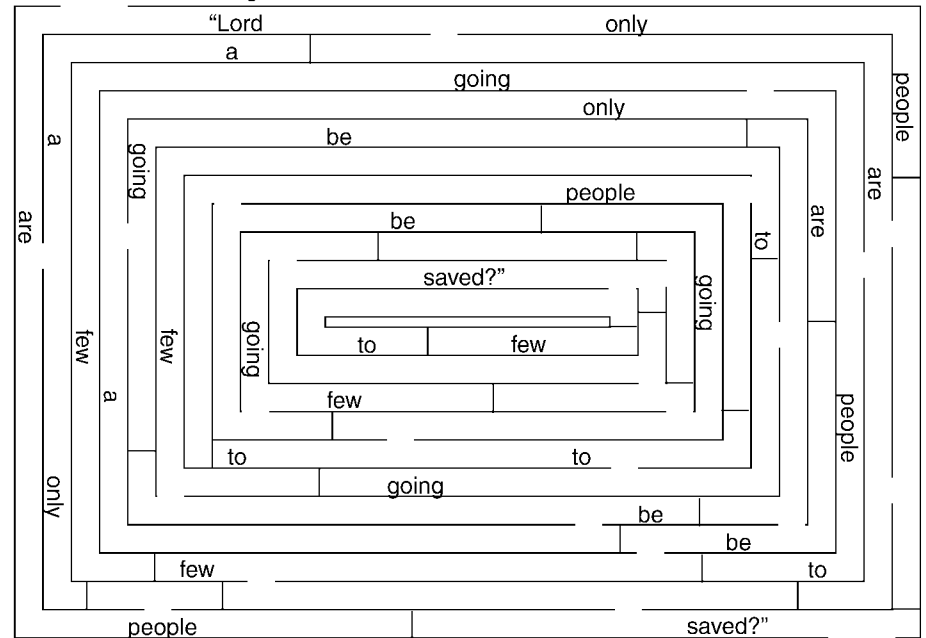 “Lord only
a
going
people
only
a
be
going
are
people
are
are
be
to
saved?”
going
few
few
going
to few
a
few
people
to to
going
only
be
be
few to
people saved?”